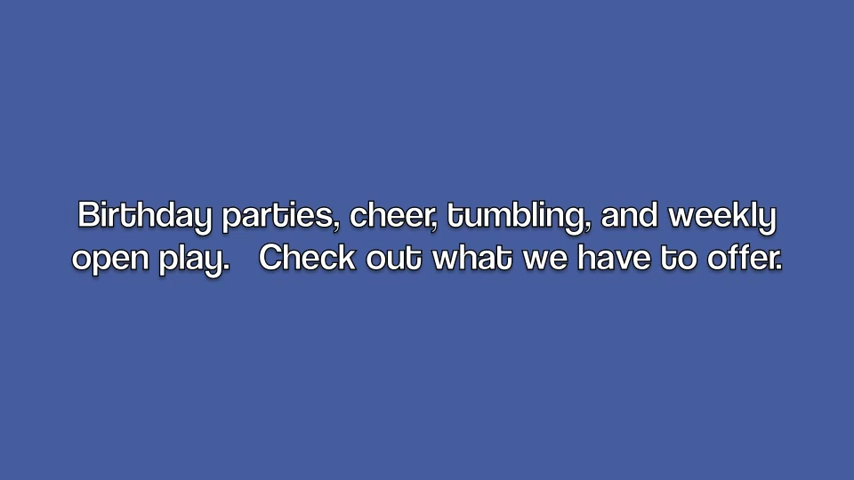 Birthday parties, cheer, tumbling, and weekly
open play.   Check out what we have to offer.